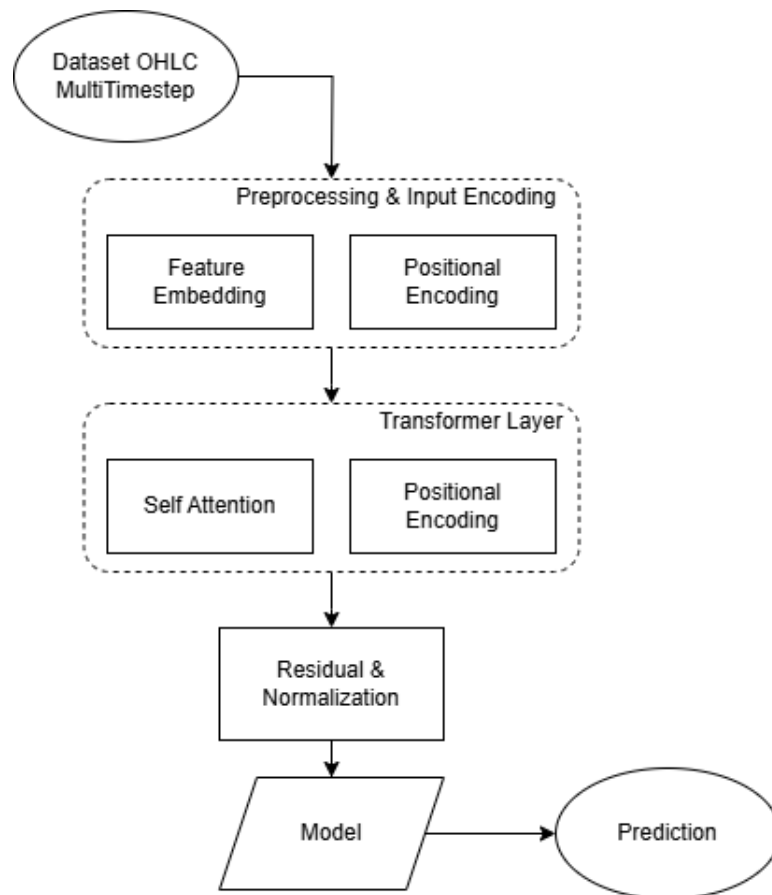 Dataset OHLC
MultiTimestep
Preprocessing & Input Encoding
Feature
Embedding
Positional
Encoding
Transformer Layer
Self Attention
Positional
Encoding
Residual &
Normalization
Model
Prediction